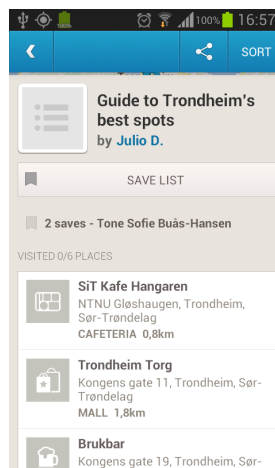 100% 16:57
SORT
Guide to Trondheim's
best spots
by Julio D.
SAVE LIST
2 saves - Tone Sofie Buås-Hansen
VISITED 0/6 PLACES
SiT Kafe Hangaren
NTNU Gløshaugen, Trondheim,
Sør-Trøndelag
CAFETERIA 0,8km
Trondheim Torg
Kongens gate 11, Trondheim, Sør-
Trøndelag
MALL 1,8km
Brukbar
Kongens gate 19, Trondheim, Sør-